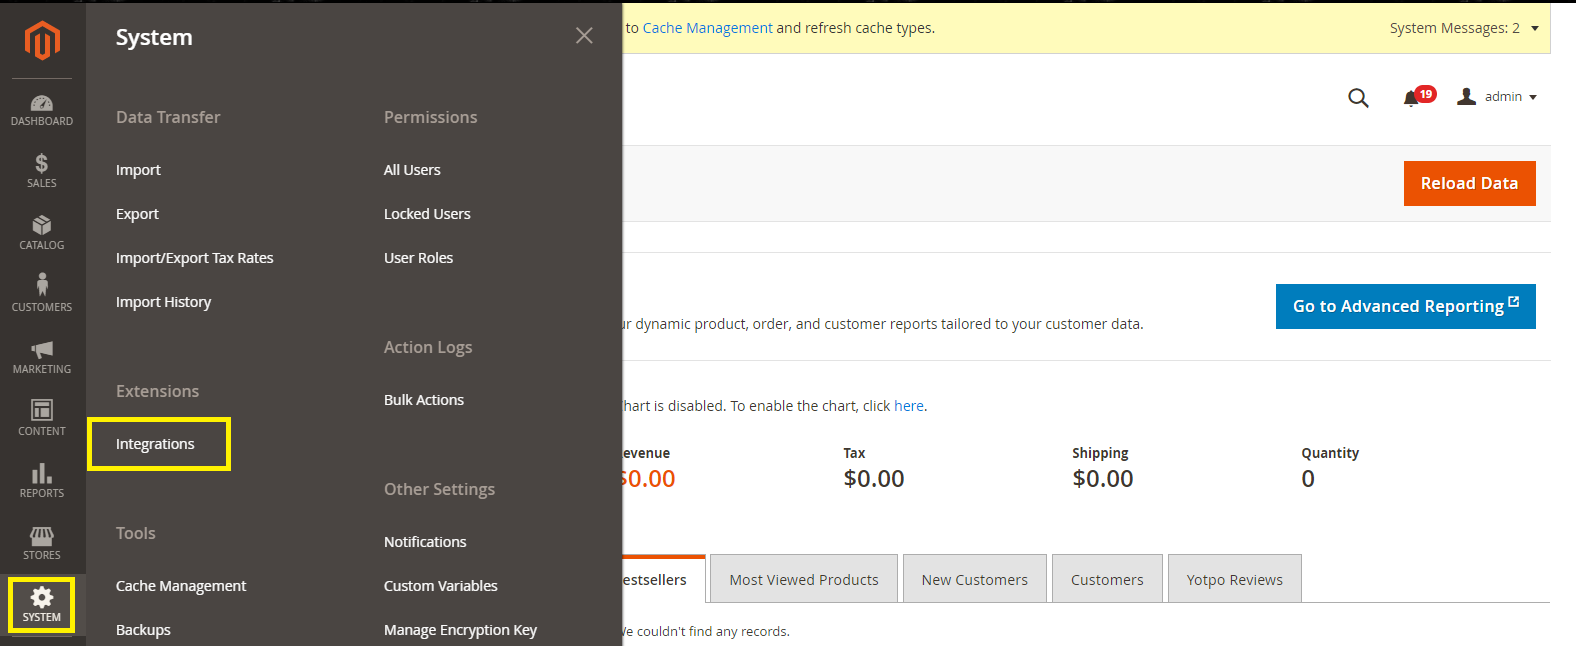 DASHBOARD
SALES
CATALOG
CUSTOMERS
MARKETING
CONTENT
REPORTS
STORES
SYSTEM
System
Data Transfer
Import
Export
Import/Export Tax Rates
Import History
Extensions
Integrations
Tools
Cache Management
Backups
Permissions
All Users
Locked Users
User Roles
Action Logs
Bulk Actions
Other Settings
Notifications
Custom Variables
Manage Encryption Key
to Cache Management and refresh cache types.
System Messages: 2
19
admin
Reload Data
dynamic product, order, and customer reports tailored to your customer data.
Go to Advanced Reporting
hart is disabled. To enable the chart, click here.
evenue
$0.00
Tax
$0.00
Shipping
$0.00
Quantity
0
estsellers
Most Viewed Products
New Customers
Customers
Yotpo Reviews
We couldn't find any records.